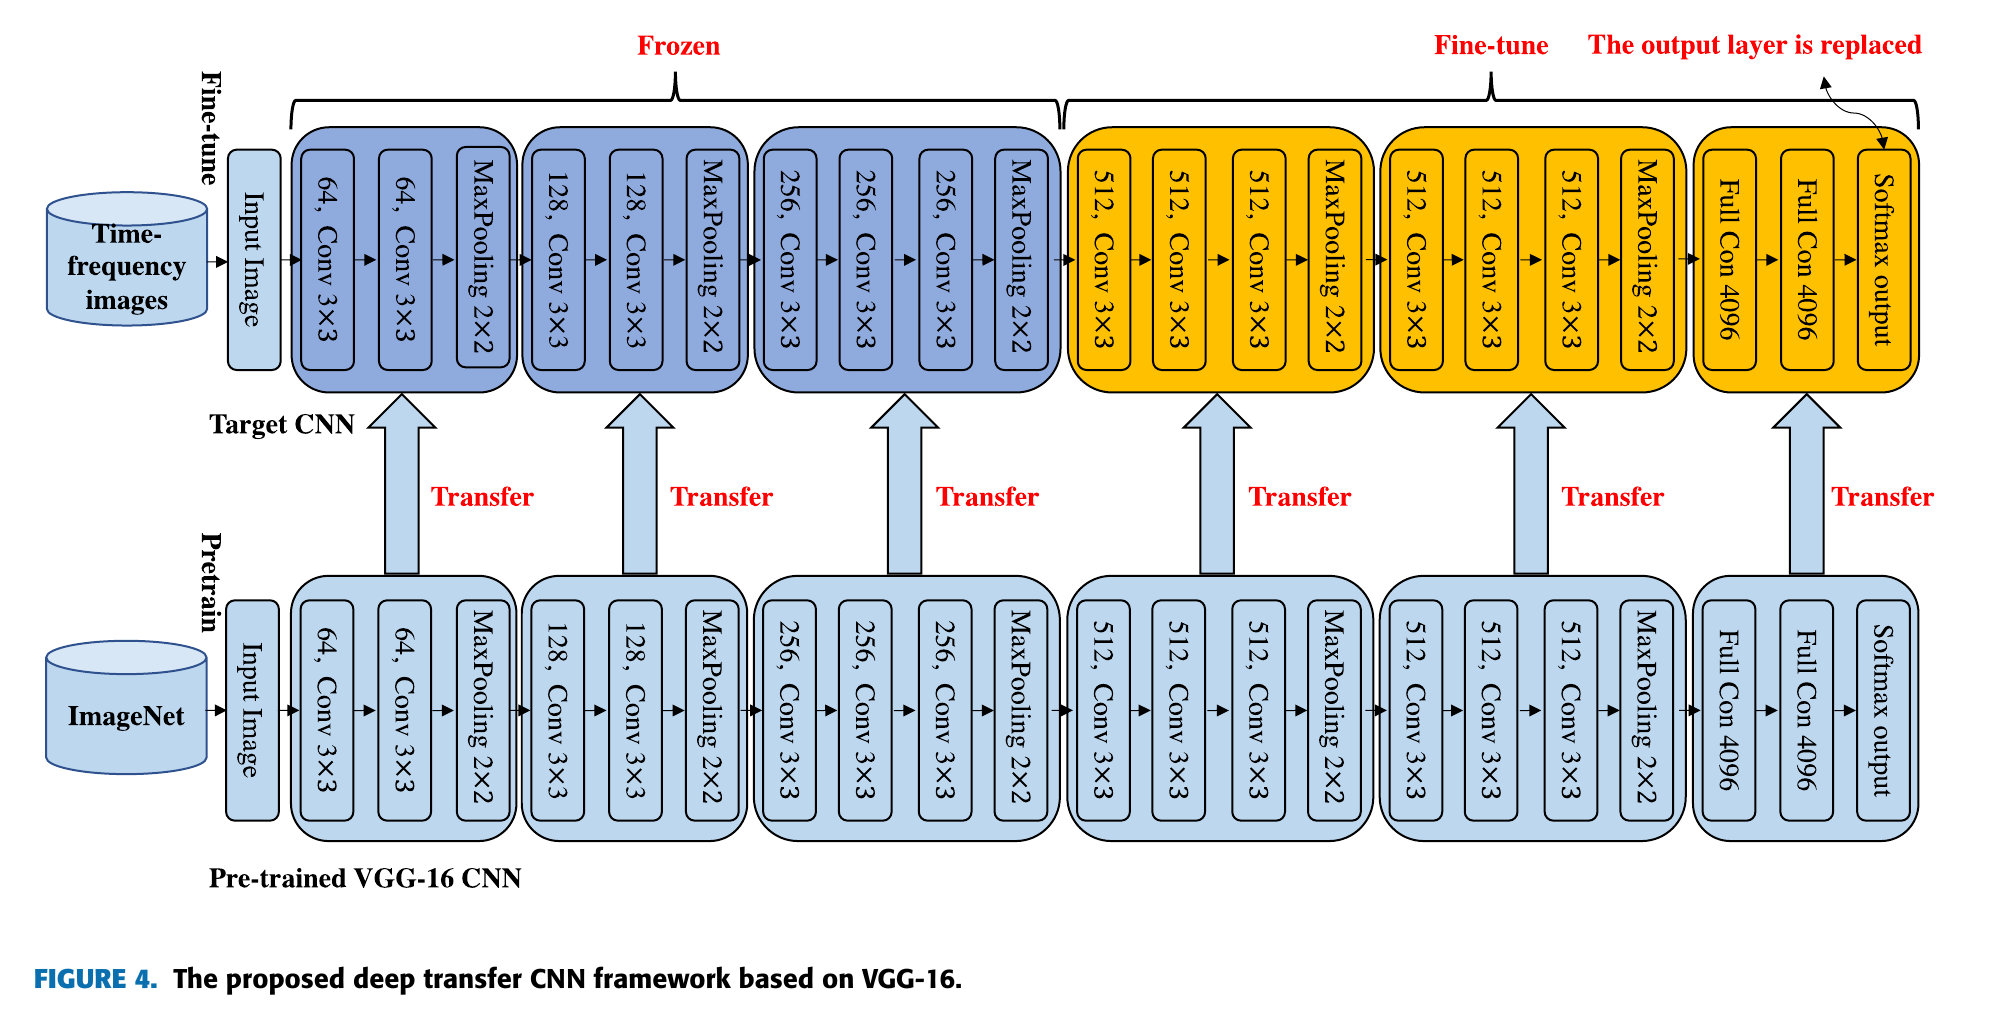 Frozen
Fine-tune
The output layer is replaced
Fine-tune
Time-
frequency
images
Input Image
64, Conv 3×3
64, Conv 3×3
MaxPooling 2×2
128, Conv 3×3
128, Conv 3×3
MaxPooling 2×2
256, Conv 3×3
256, Conv 3×3
256, Conv 3×3
MaxPooling 2×2
512, Conv 3×3
512, Conv 3×3
512, Conv 3×3
MaxPooling 2×2
512, Conv 3×3
512, Conv 3×3
512, Conv 3×3
MaxPooling 2×2
Full Con 4096
Full Con 4096
Softmax output
Target CNN
Transfer
Transfer
Transfer
Transfer
Transfer
Transfer
Pretrain
ImageNet
Input Image
64, Conv 3×3
64, Conv 3×3
MaxPooling 2×2
128, Conv 3×3
128, Conv 3×3
MaxPooling 2×2
256, Conv 3×3
256, Conv 3×3
256, Conv 3×3
MaxPooling 2×2
512, Conv 3×3
512, Conv 3×3
512, Conv 3×3
MaxPooling 2×2
512, Conv 3×3
512, Conv 3×3
512, Conv 3×3
MaxPooling 2×2
Full Con 4096
Full Con 4096
Softmax output
Pre-trained VGG-16 CNN
FIGURE 4. The proposed deep transfer CNN framework based on VGG-16.